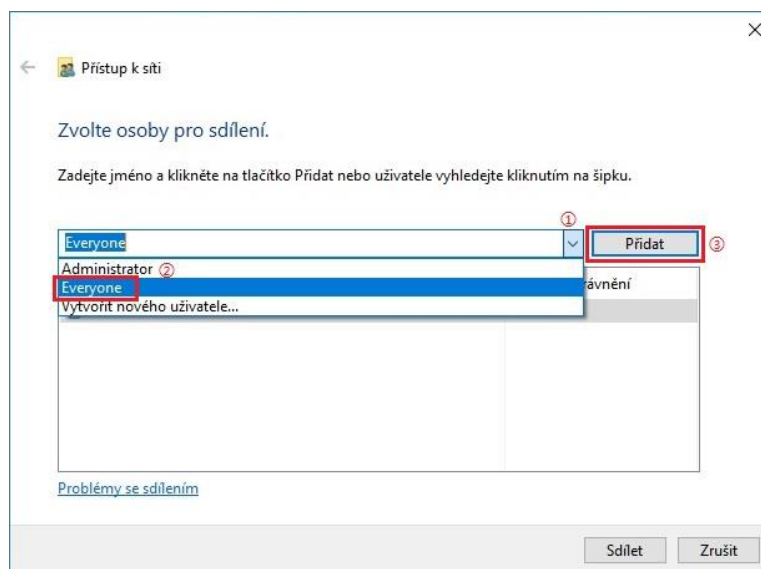 Přístup k síti
Zvolte osoby pro sdílení.
Zadejte jméno a klikněte na tlačítko Přidat nebo uživatele vyhledejte kliknutím na šipku.
①
Everyone
Přidat ③
Administrator ②
Everyone
rávnění
Vytvořit nového uživatele...
Problémy se sdílením
Sdílet Zrušit